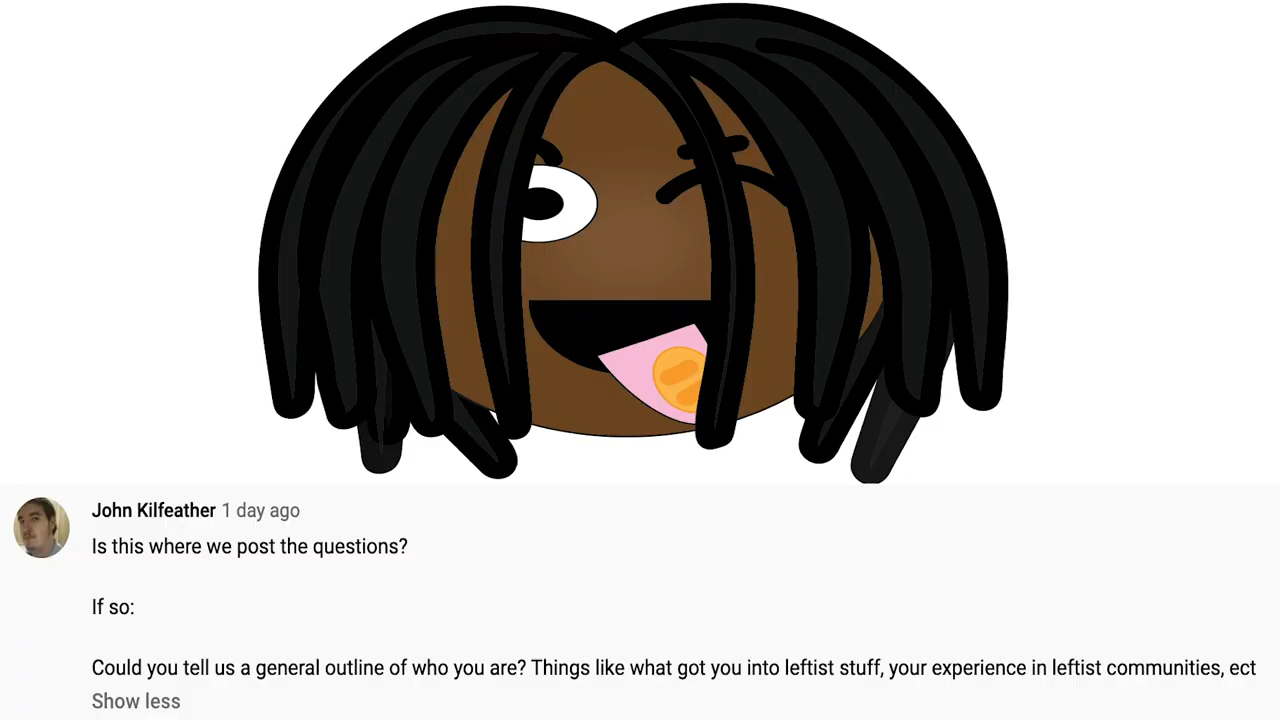 John Kilfeather 1 day ago
Is this where we post the questions?
If so:
Could you tell us a general outline of who you are? Things like what got you into leftist stuff, your experience in leftist communities, ect
Show less